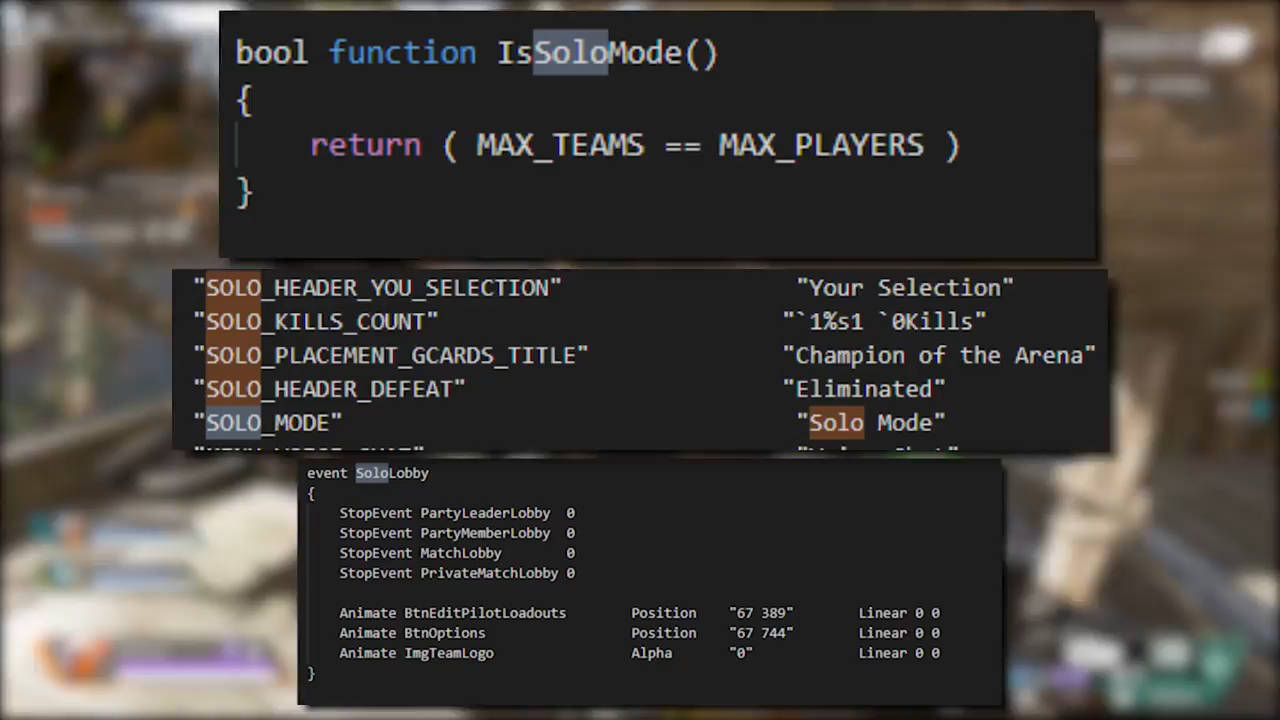 bool function IsSoloMode()
{
return ( MAX_TEAMS == MAX_PLAYERS )
}
"SOLO_HEADER_YOU_SELECTION" "Your Selection"
"SOLO_KILLS_COUNT" "`1%s1 `0Kills"
"SOLO_PLACEMENT_GCARDS_TITLE" "Champion of the Arena"
"SOLO_HEADER_DEFEAT" "Eliminated"
"SOLO_MODE" "Solo Mode"
event SoloLobby
{
StopEvent PartyLeaderLobby 0
StopEvent PartyMemberLobby 0
StopEvent MatchLobby 0
StopEvent PrivateMatchLobby 0
Animate BtnEditPilotLoadouts Position "67 389" Linear 0 0
Animate BtnOptions Position "67 744" Linear 0 0
Animate ImgTeamLogo Alpha "0" Linear 0 0
}